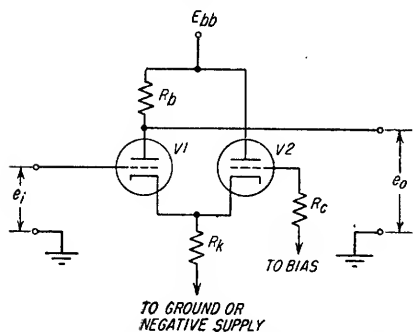 Ebb
Rb
V1
V2
ei
eo
Rc
Rk
TO BIAS
TO GROUND OR
NEGATIVE SUPPLY